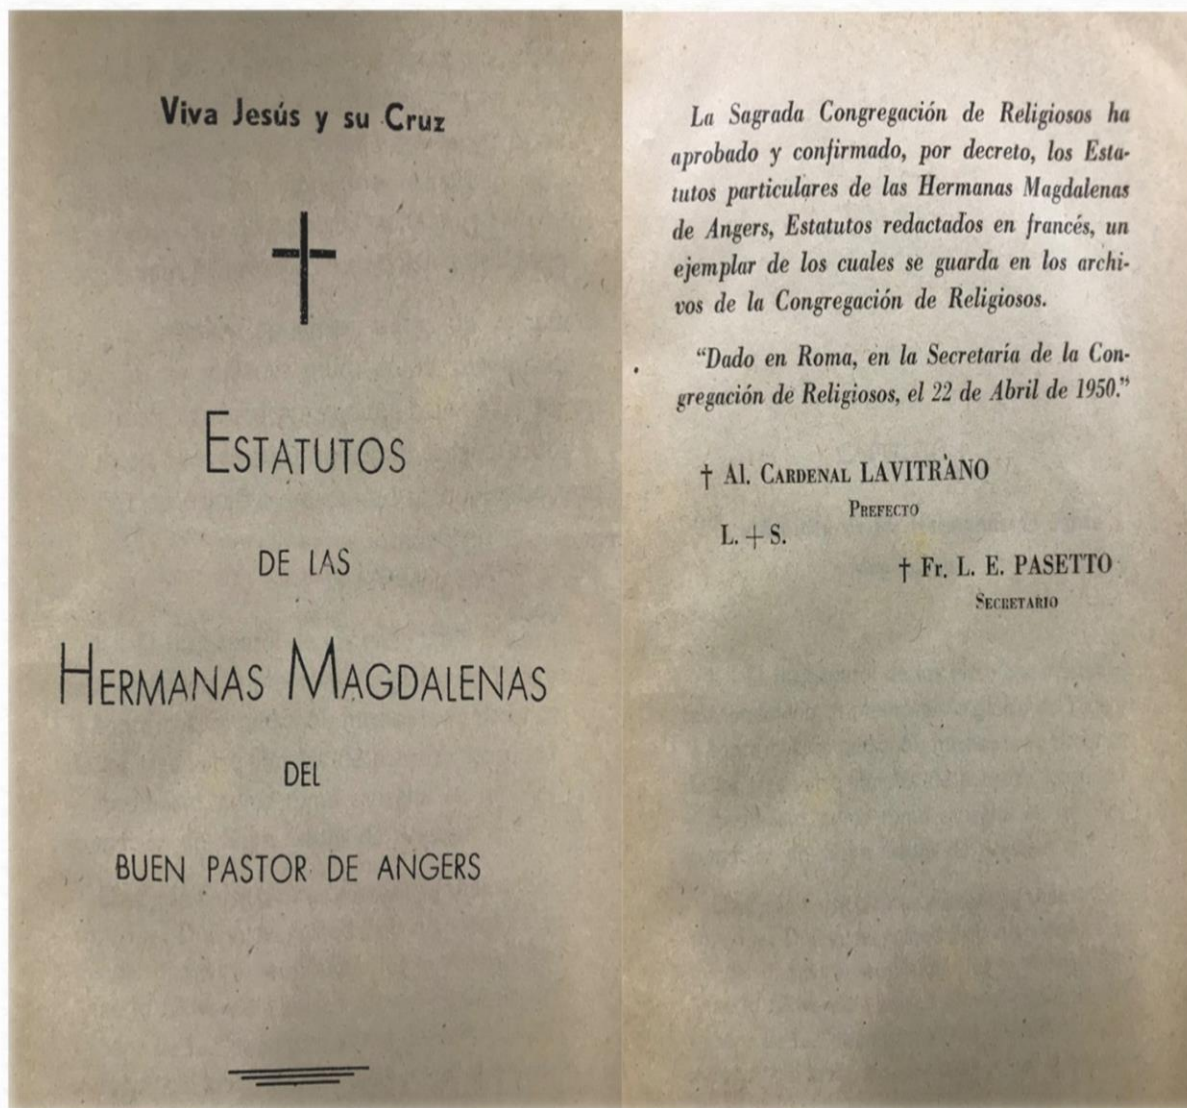 Viva Jesús y su Cruz
ESTATUTOS
DE LAS
HERMANAS MAGDALENAS
DEL
BUEN PASTOR DE ANGERS
La Sagrada Congregación de Religiosos ha
aprobado y confirmado, por decreto, los Esta-
tutos particulares de las Hermanas Magdalenas
de Angers, Estatutos redactados en francés, un
ejemplar de los cuales se guarda en los archi-
vos de la Congregación de Religiosos.
“Dado en Roma, en la Secretaría de la Con-
gregación de Religiosos, el 22 de Abril de 1950.”
† Al. CARDENAL LAVITRANO
PREFECTO
L. + S.
† Fr. L. E. PASETTO
SECRETARIO